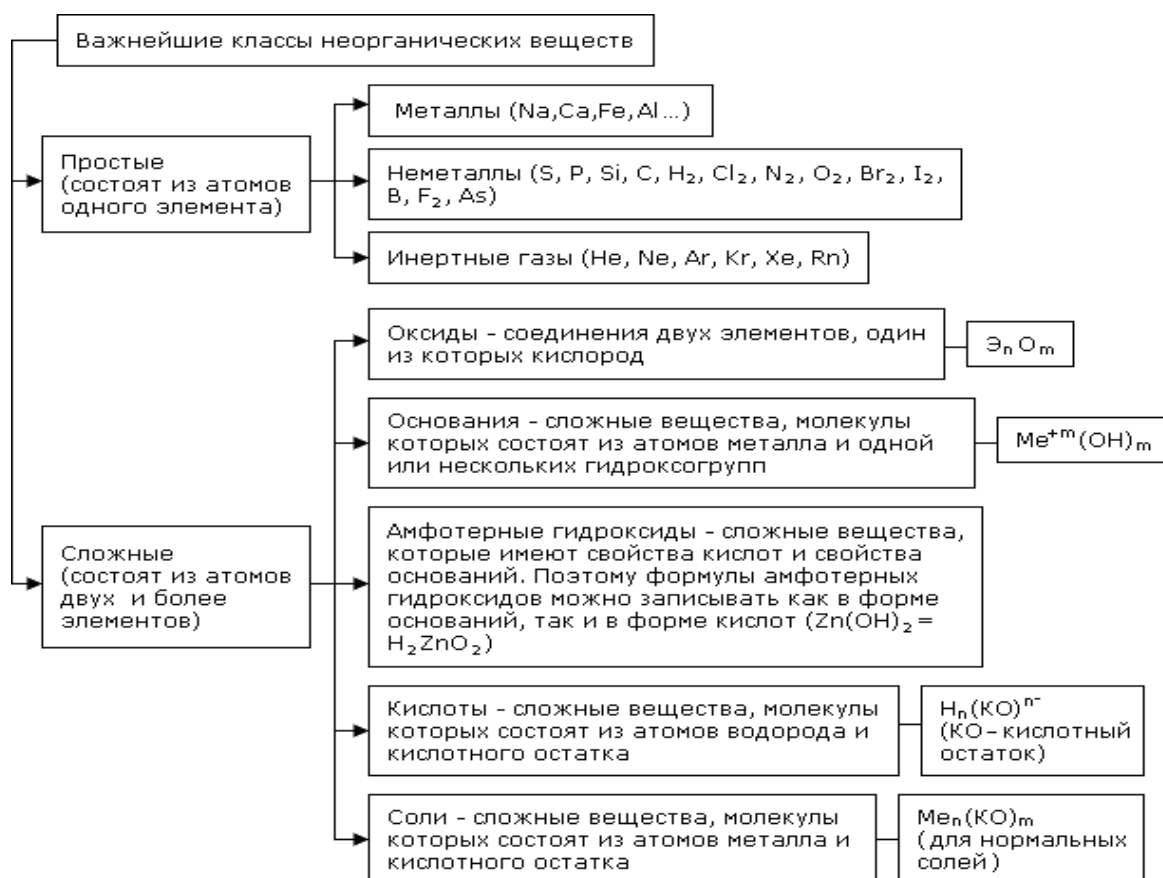 Важнейшие классы неорганических веществ
Металлы (Na,Ca,Fe,Al...)
Простые
(состоят из атомов
одного элемента)
Неметаллы (S, P, Si, C, H₂, Cl₂, N₂, O₂, Br₂, I₂,
B, F₂, As)
Инертные газы (He, Ne, Ar, Kr, Xe, Rn)
Оксиды - соединения двух элементов, один
из которых кислород
ЭₙOₘ
Основания - сложные вещества, молекулы
которых состоят из атомов металла и одной
или нескольких гидроксогрупп
Me⁺ᵐ(OH)ₘ
Сложные
(состоят из атомов
двух и более
элементов)
Амфотерные гидроксиды - сложные вещества,
которые имеют свойства кислот и свойства
оснований. Поэтому формулы амфотерных
гидроксидов можно записывать как в форме
оснований, так и в форме кислот (Zn(OH)₂=
H₂ZnO₂)
Кислоты - сложные вещества, молекулы
которых состоят из атомов водорода и
кислотного остатка
Hₙ(KO)ⁿ⁻
(КО-кислотный
остаток)
Соли - сложные вещества, молекулы
которых состоят из атомов металла и
кислотного остатка
Meₙ(KO)ₘ
(для нормальных
солей)